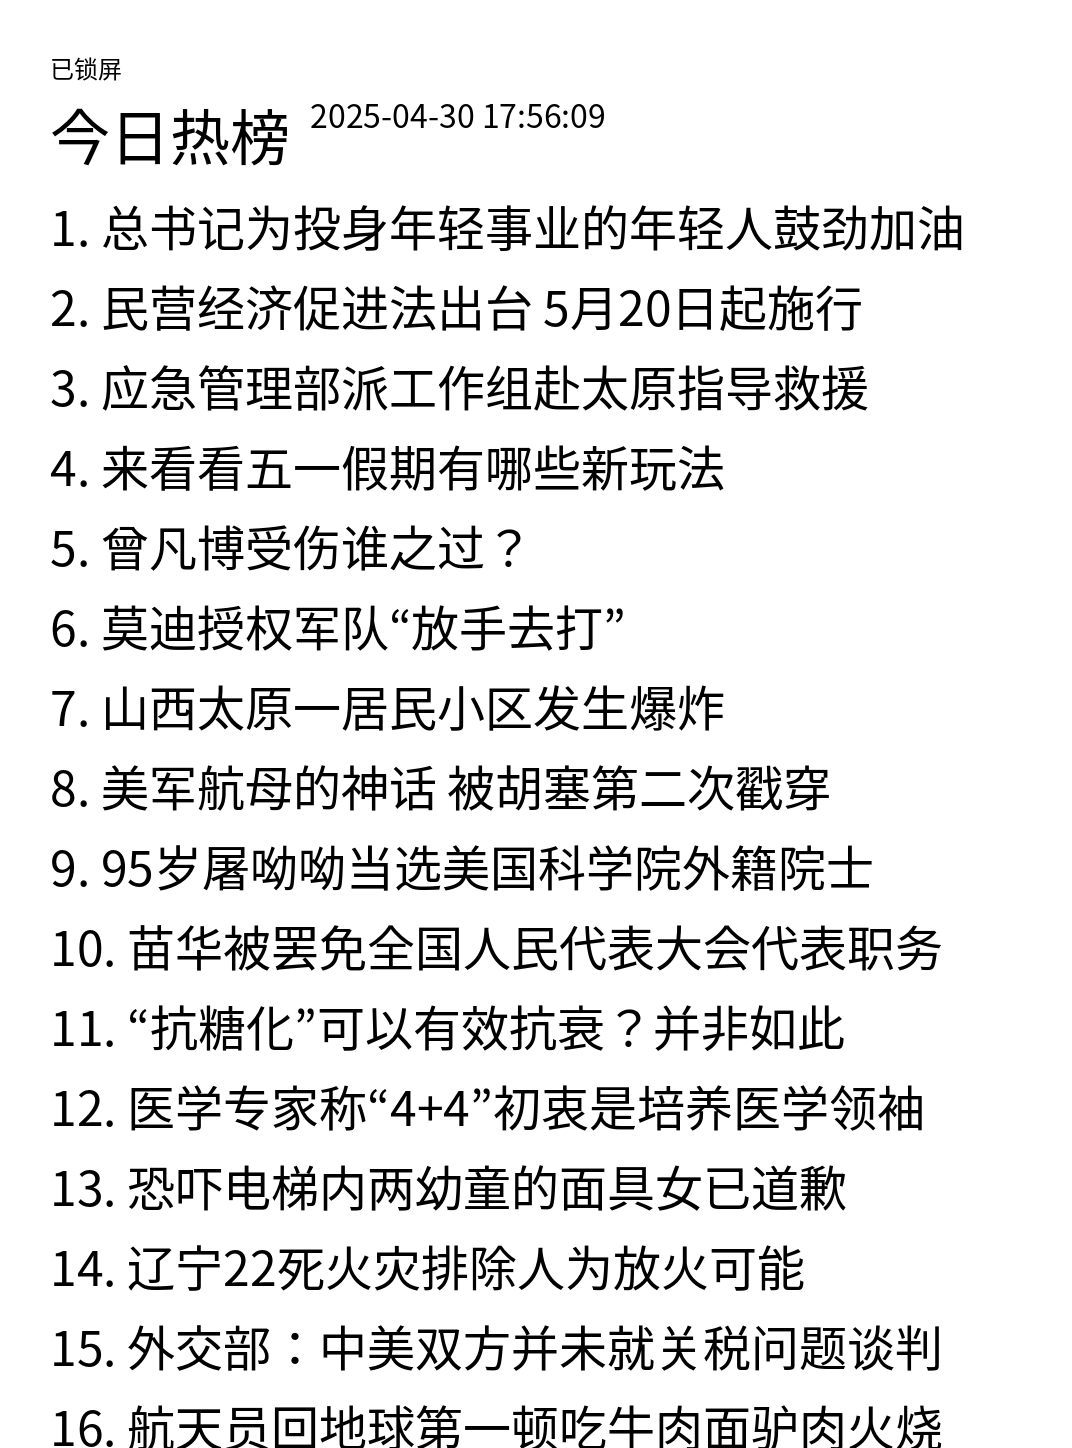 已锁屏
今日热榜 2025-04-30 17:56:09
1. 总书记为投身年轻事业的年轻人鼓劲加油
2. 民营经济促进法出台 5月20日起施行
3. 应急管理部派工作组赴太原指导救援
4. 来看看五一假期有哪些新玩法
5. 曾凡博受伤谁之过？
6. 莫迪授权军队“放手去打”
7. 山西太原一居民小区发生爆炸
8. 美军航母的神话 被胡塞第二次戳穿
9. 95岁屠呦呦当选美国科学院外籍院士
10. 苗华被罢免全国人民代表大会代表职务
11. “抗糖化”可以有效抗衰？并非如此
12. 医学专家称“4+4”初衷是培养医学领袖
13. 恐吓电梯内两幼童的面具女已道歉
14. 辽宁22死火灾排除人为放火可能
15. 外交部：中美双方并未就关税问题谈判
16. 航天员回地球第一顿吃牛肉面驴肉火烧